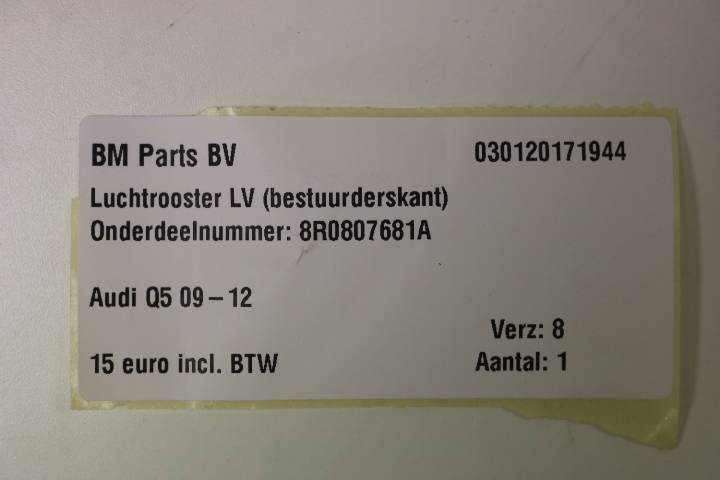 BM Parts BV 030120171944
Luchtrooster LV (bestuurderskant)
Onderdeelnummer: 8R0807681A
Audi Q5 09 – 12
Verz: 8
15 euro incl. BTW Aantal: 1